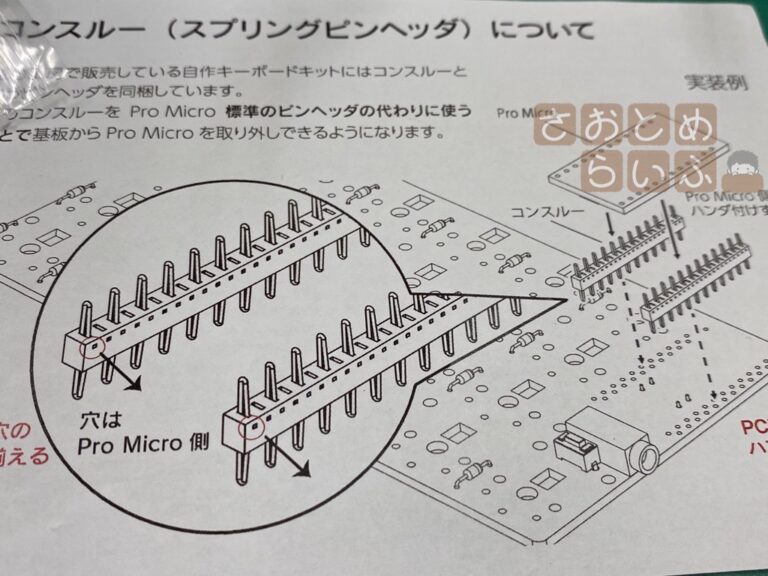 コンスルー（スプリングピンヘッダ）について
で販売している自作キーボードキットにはコンスルーと
ピンヘッダを同梱しています。
コンスルーを Pro Micro 標準のピンヘッダの代わりに使う
とで基板から Pro Micro を取り外しできるようになります。
実装例
Pro Micro
さおとめ
らいふ
コンスルー
Pro Micro 側
ハンダ付けす
穴は
Pro Micro 側
穴の
揃える
PC
ハ